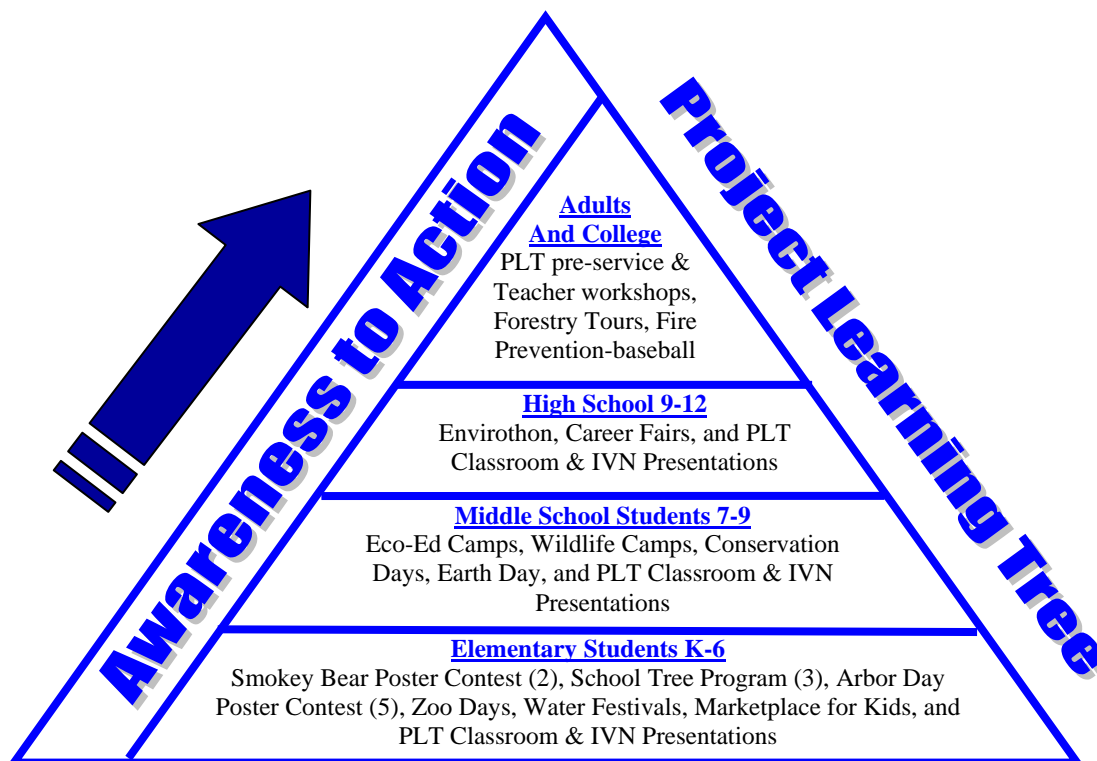 Awareness to Action
Project Learning Tree
Adults
And College
PLT pre-service &
Teacher workshops,
Forestry Tours, Fire
Prevention-baseball
High School 9-12
Envirothon, Career Fairs, and PLT
Classroom & IVN Presentations
Middle School Students 7-9
Eco-Ed Camps, Wildlife Camps, Conservation
Days, Earth Day, and PLT Classroom & IVN
Presentations
Elementary Students K-6
Smokey Bear Poster Contest (2), School Tree Program (3), Arbor Day
Poster Contest (5), Zoo Days, Water Festivals, Marketplace for Kids, and
PLT Classroom & IVN Presentations